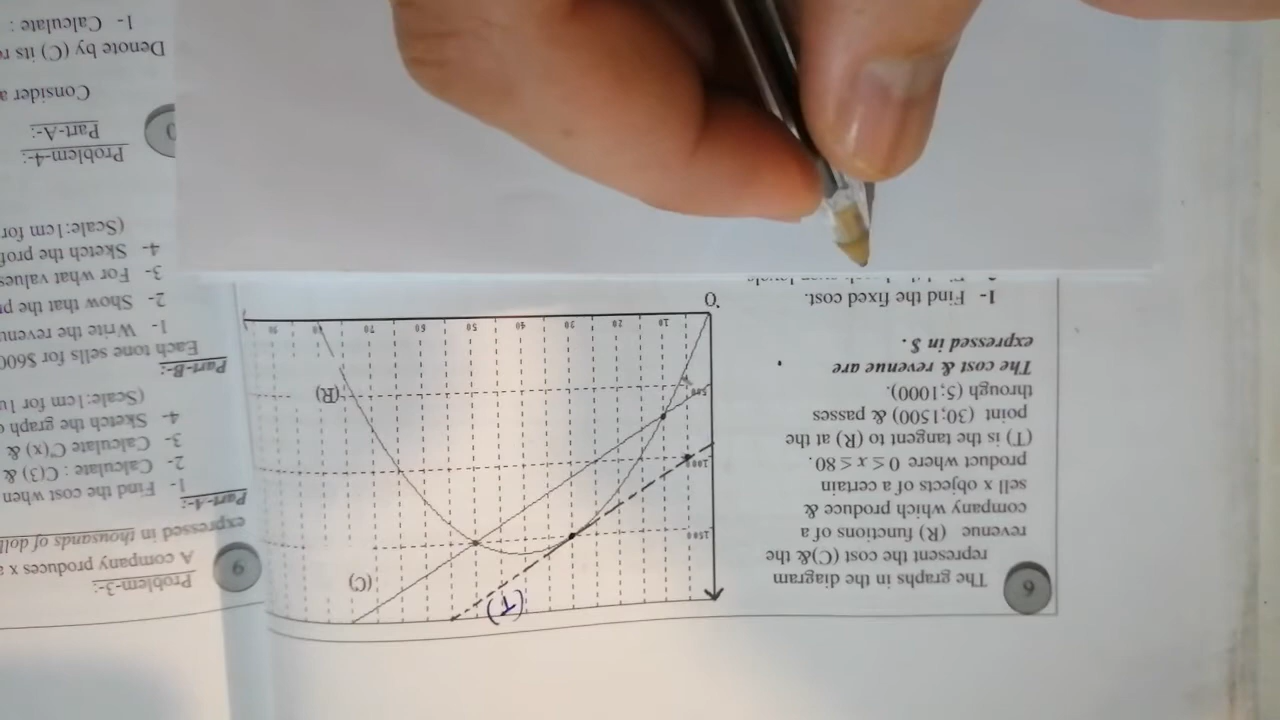 6
The graphs in the diagram
represent the cost (C)& the
revenue (R) functions of a
company which produce &
sell x objects of a certain
product where 0 ≤ x ≤ 80.
(T) is the tangent to (R) at the
point (30;1500) & passes
through (5;1000).
The cost & revenue are
expressed in $ .
1- Find the fixed cost.
(T)
(C)
1500
1000
500
(R)
O
10 20 30 40 50 60 70 80 90
9
Problem-3-:
A company produces x
expressed in thousands of
Part-A-:
1- Find the cost when
2- Calculate : C(3) &
3- Calculate C'(x) &
4- Sketch the graph
(Scale:1cm for
Part-B-:
Each tone sells for
1- Write the
2- Show that the
3- For what values
4- Sketch the
(Scale:1cm for
Problem-4-:
Part-A-:
Consider
Denote by (C) its
1- Calculate :